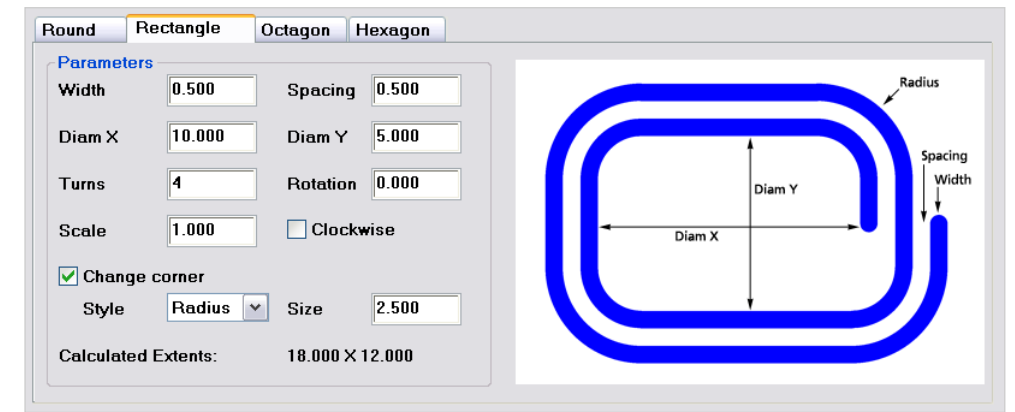 Round Rectangle Octagon Hexagon
Parameters
Width 0.500 Spacing 0.500
Diam X 10.000 Diam Y 5.000
Turns 4 Rotation 0.000
Scale 1.000 Clockwise
Change corner
Style Radius Size 2.500
Calculated Extents: 18.000 X 12.000
Radius
Spacing
Width
Diam Y
Diam X